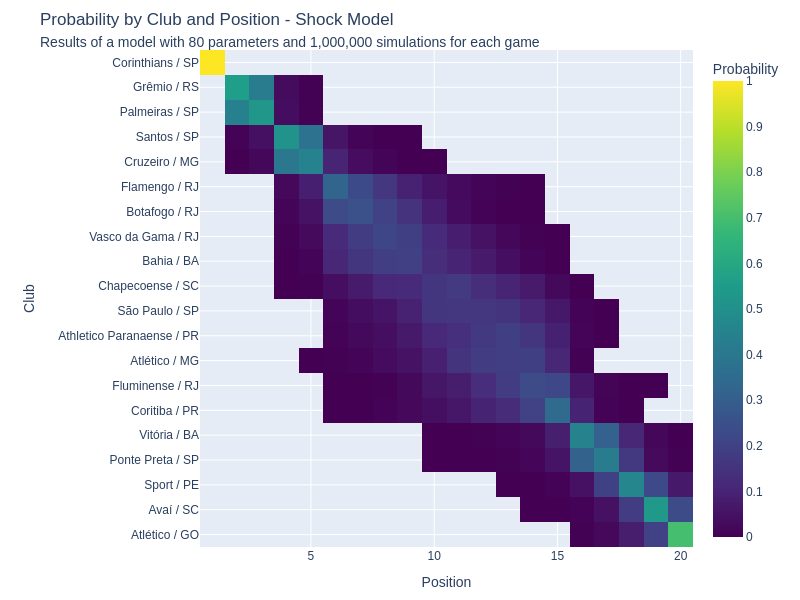 Probability by Club and Position - Shock Model
Results of a model with 80 parameters and 1,000,000 simulations for each game
Probability
Club
Corinthians / SP
Grêmio / RS
Palmeiras / SP
Santos / SP
Cruzeiro / MG
Flamengo / RJ
Botafogo / RJ
Vasco da Gama / RJ
Bahia / BA
Chapecoense / SC
São Paulo / SP
Athletico Paranaense / PR
Atlético / MG
Fluminense / RJ
Coritiba / PR
Vitória / BA
Ponte Preta / SP
Sport / PE
Avaí / SC
Atlético / GO
5 10 15 20
Position
1
0.9
0.8
0.7
0.6
0.5
0.4
0.3
0.2
0.1
0